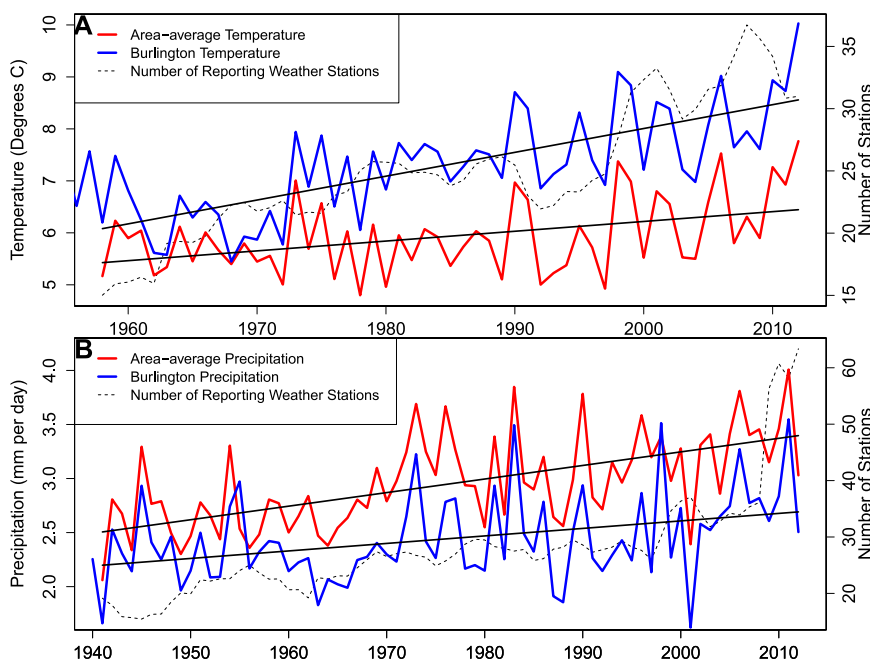 A
Area−average Temperature
Burlington Temperature
Number of Reporting Weather Stations
Temperature (Degrees C)
10
9
8
7
6
5
35
30
25
20
15
Number of Stations
1960
1970
1980
1990
2000
2010
B
Area−average Precipitation
Burlington Precipitation
Number of Reporting Weather Stations
Precipitation (mm per day)
4.0
3.5
3.0
2.5
2.0
60
50
40
30
20
Number of Stations
1940
1950
1960
1970
1980
1990
2000
2010